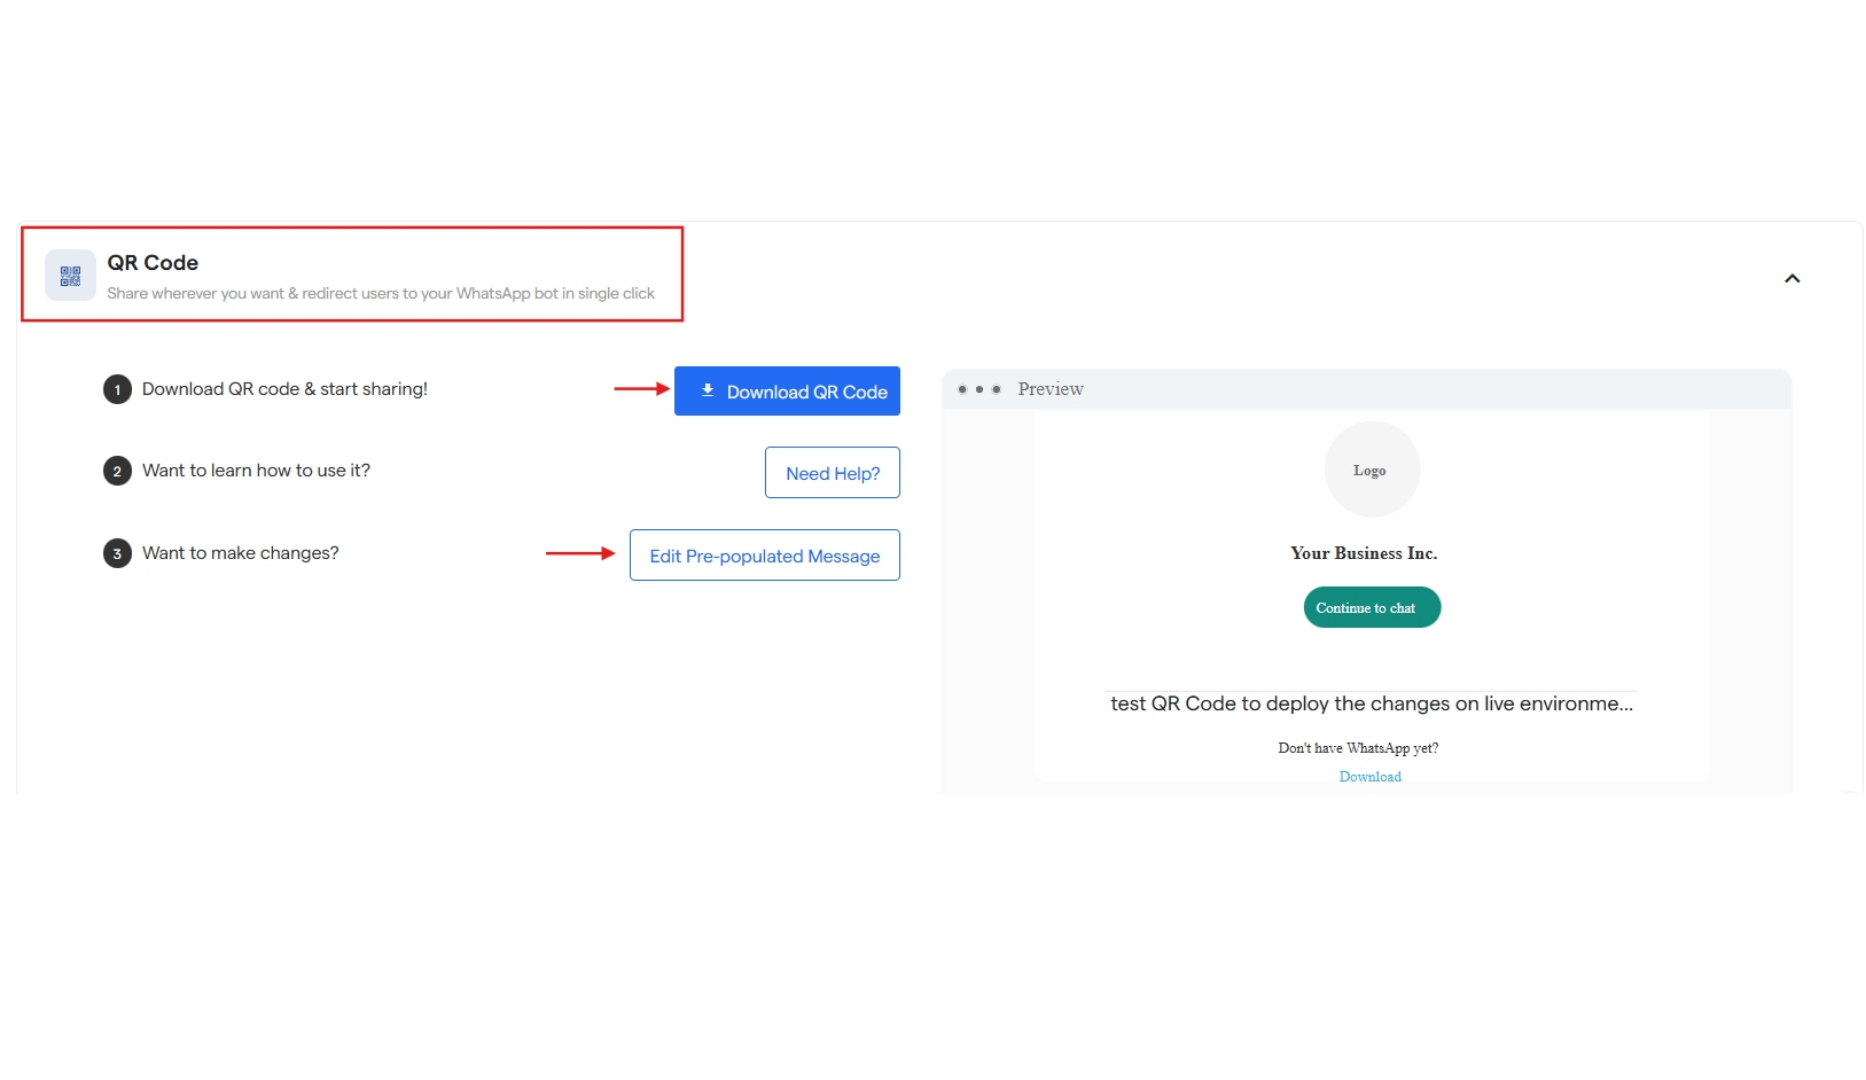 QR Code
Share wherever you want & redirect users to your WhatsApp bot in single click
1 Download QR code & start sharing!
Download QR Code
2 Want to learn how to use it?
Need Help?
3 Want to make changes?
Edit Pre-populated Message
Preview
Logo
Your Business Inc.
Continue to chat
test QR Code to deploy the changes on live environme...
Don't have WhatsApp yet?
Download